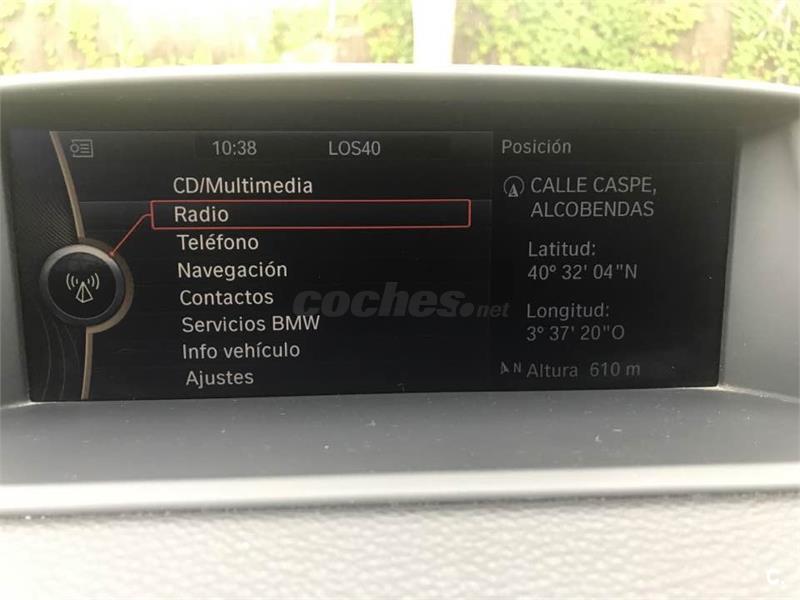 10:38 LOS40
CD/Multimedia
Radio
Teléfono
Navegación
Contactos
Servicios BMW
Info vehículo
Ajustes
Posición
CALLE CASPE,
ALCOBENDAS
Latitud:
40° 32' 04"N
Longitud:
3° 37' 20"O
N Altura 610 m
coches.net
C.